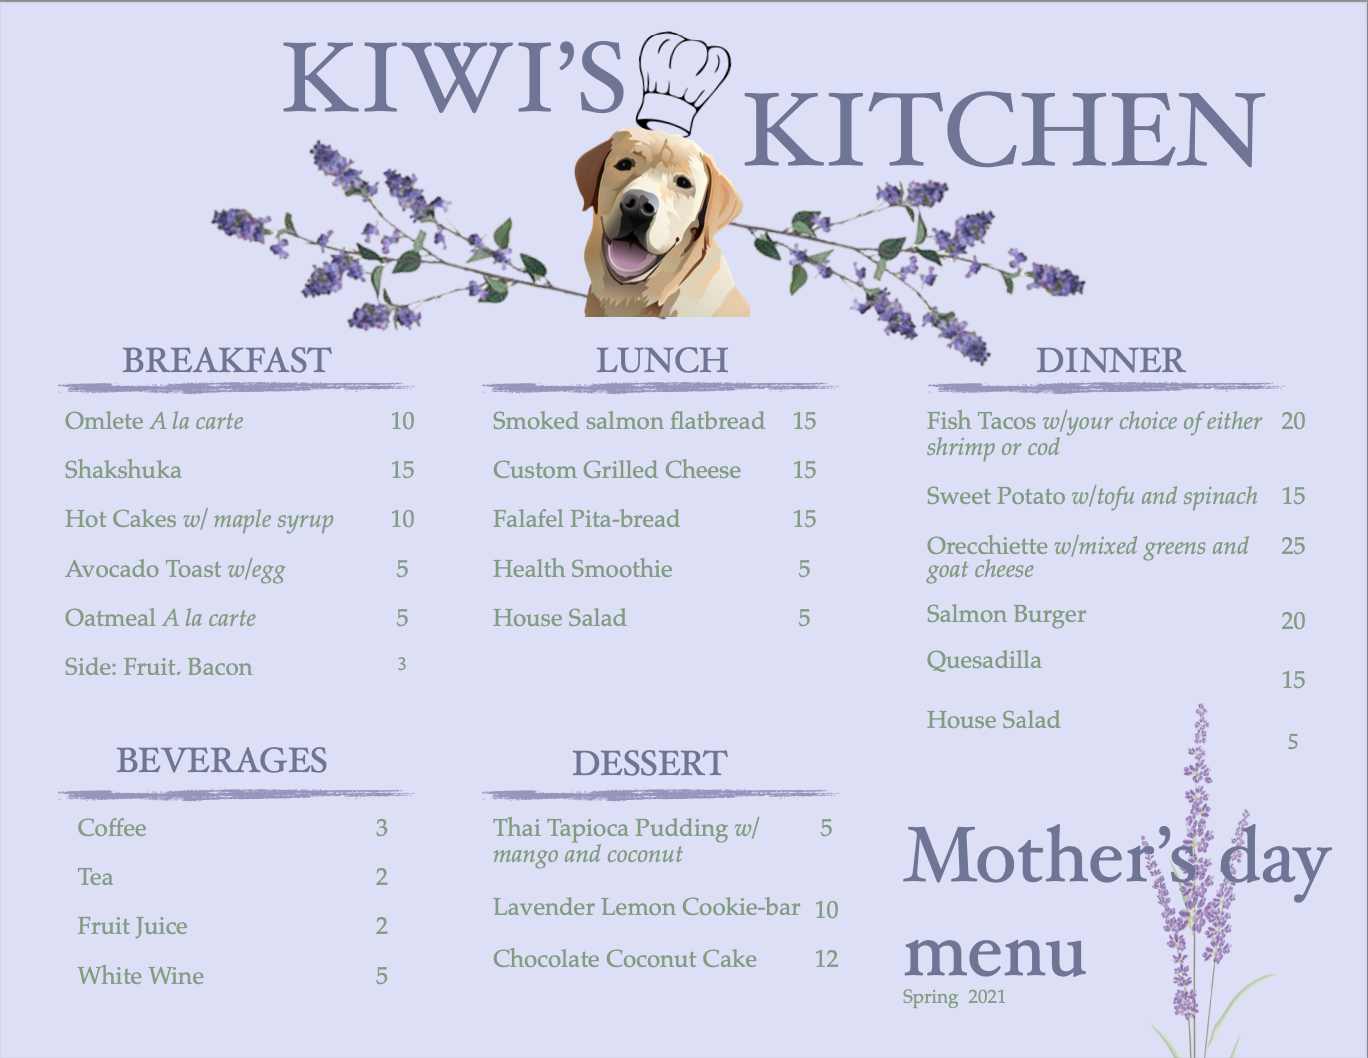 KIWI'S
KITCHEN
BREAKFAST
Omlete A la carte 10
Shakshuka 15
Hot Cakes w/ maple syrup 10
Avocado Toast w/egg 5
Oatmeal A la carte 5
Side: Fruit. Bacon 3
LUNCH
Smoked salmon flatbread 15
Custom Grilled Cheese 15
Falafel Pita-bread 15
Health Smoothie 5
House Salad 5
DINNER
Fish Tacos w/your choice of either 20
shrimp or cod
Sweet Potato w/tofu and spinach 15
Orecchiette w/mixed greens and 25
goat cheese
Salmon Burger 20
Quesadilla 15
House Salad 5
BEVERAGES
Coffee 3
Tea 2
Fruit Juice 2
White Wine 5
DESSERT
Thai Tapioca Pudding w/ 5
mango and coconut
Lavender Lemon Cookie-bar 10
Chocolate Coconut Cake 12
Mother's day
menu
Spring 2021